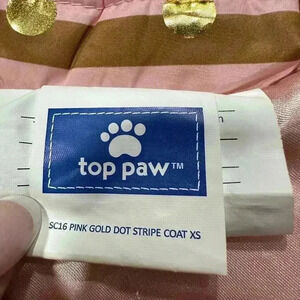 top paw™
SC16 PINK GOLD DOT STRIPE COAT XS